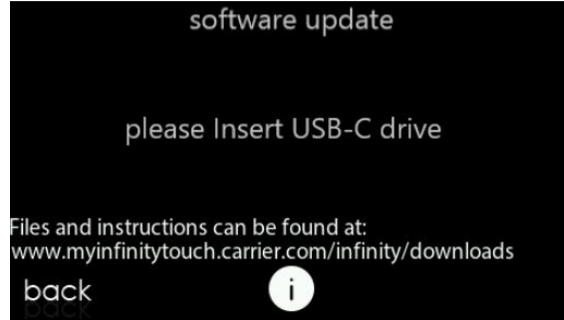 software update
please Insert USB-C drive
Files and instructions can be found at:
www.myinfinitytouch.carrier.com/infinity/downloads
back
i